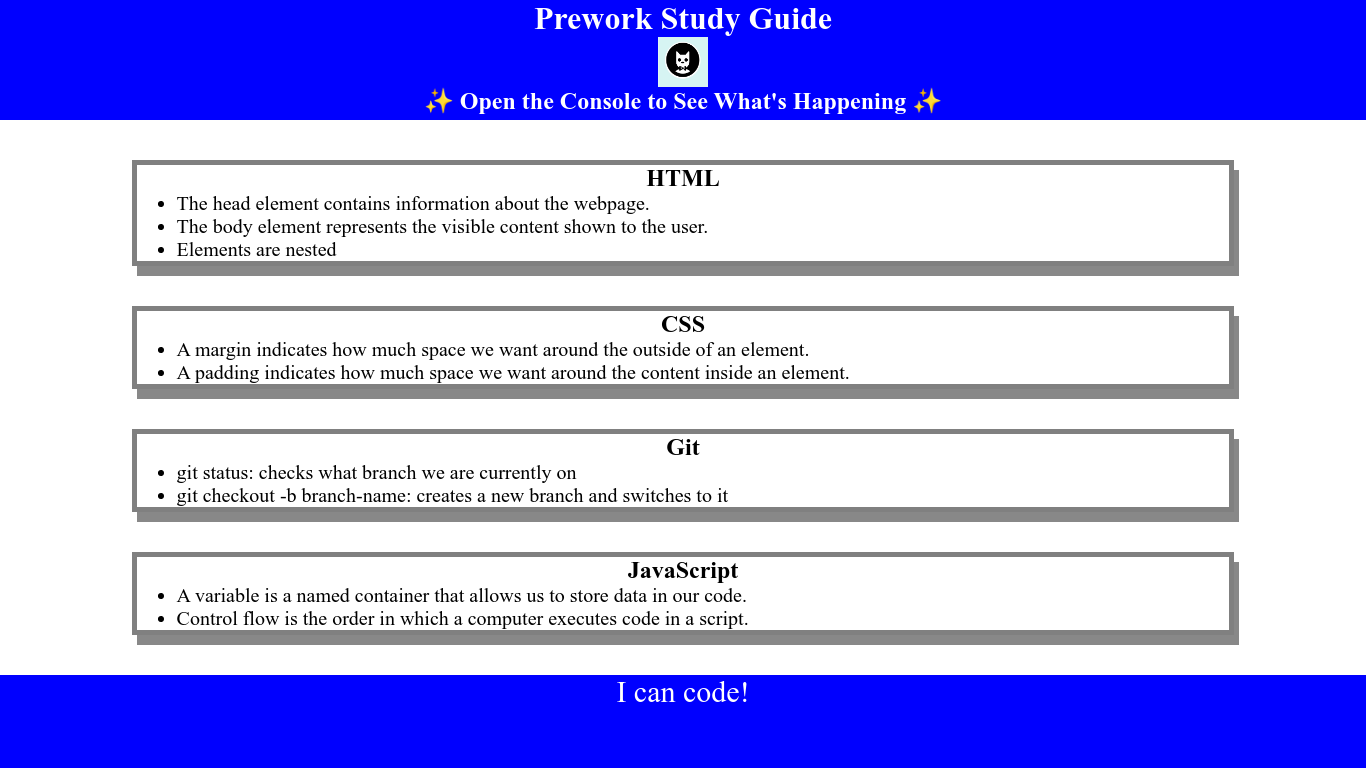 Prework Study Guide
✨ Open the Console to See What's Happening ✨
HTML
• The head element contains information about the webpage.
• The body element represents the visible content shown to the user.
• Elements are nested
CSS
• A margin indicates how much space we want around the outside of an element.
• A padding indicates how much space we want around the content inside an element.
Git
• git status: checks what branch we are currently on
• git checkout -b branch-name: creates a new branch and switches to it
JavaScript
• A variable is a named container that allows us to store data in our code.
• Control flow is the order in which a computer executes code in a script.
I can code!